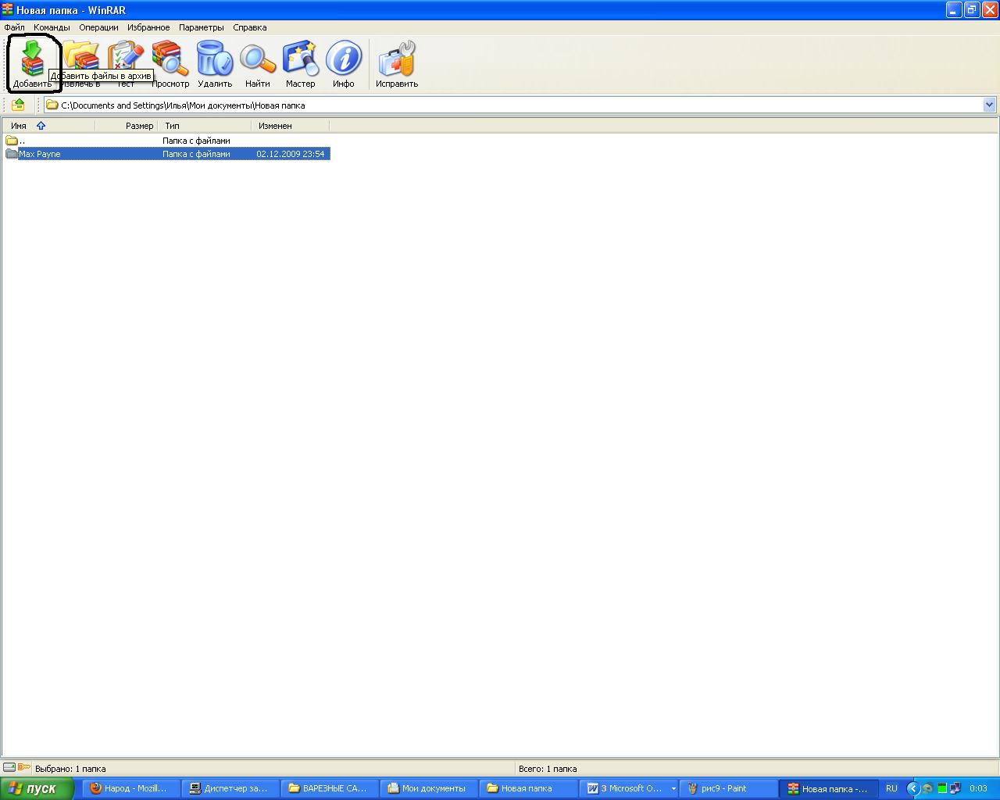 Новая папка - WinRAR
Файл Команды Операции Избранное Параметры Справка
Добавить Извлечь в Тест Просмотр Удалить Найти Мастер Инфо Исправить
Добавить файлы в архив
C:\Documents and Settings\Илья\Мои документы\Новая папка
Имя Размер Тип Изменен
.. Папка с файлами
Max Payne Папка с файлами 02.12.2009 23:54
Выбрано: 1 папка Всего: 1 папка
пуск Народ - Mozill... Диспетчер за... ВАРЕЗНЫЕ СА... Мои документы Новая папка 3 Microsoft O... рис9 - Paint Новая папка -... RU 0:03